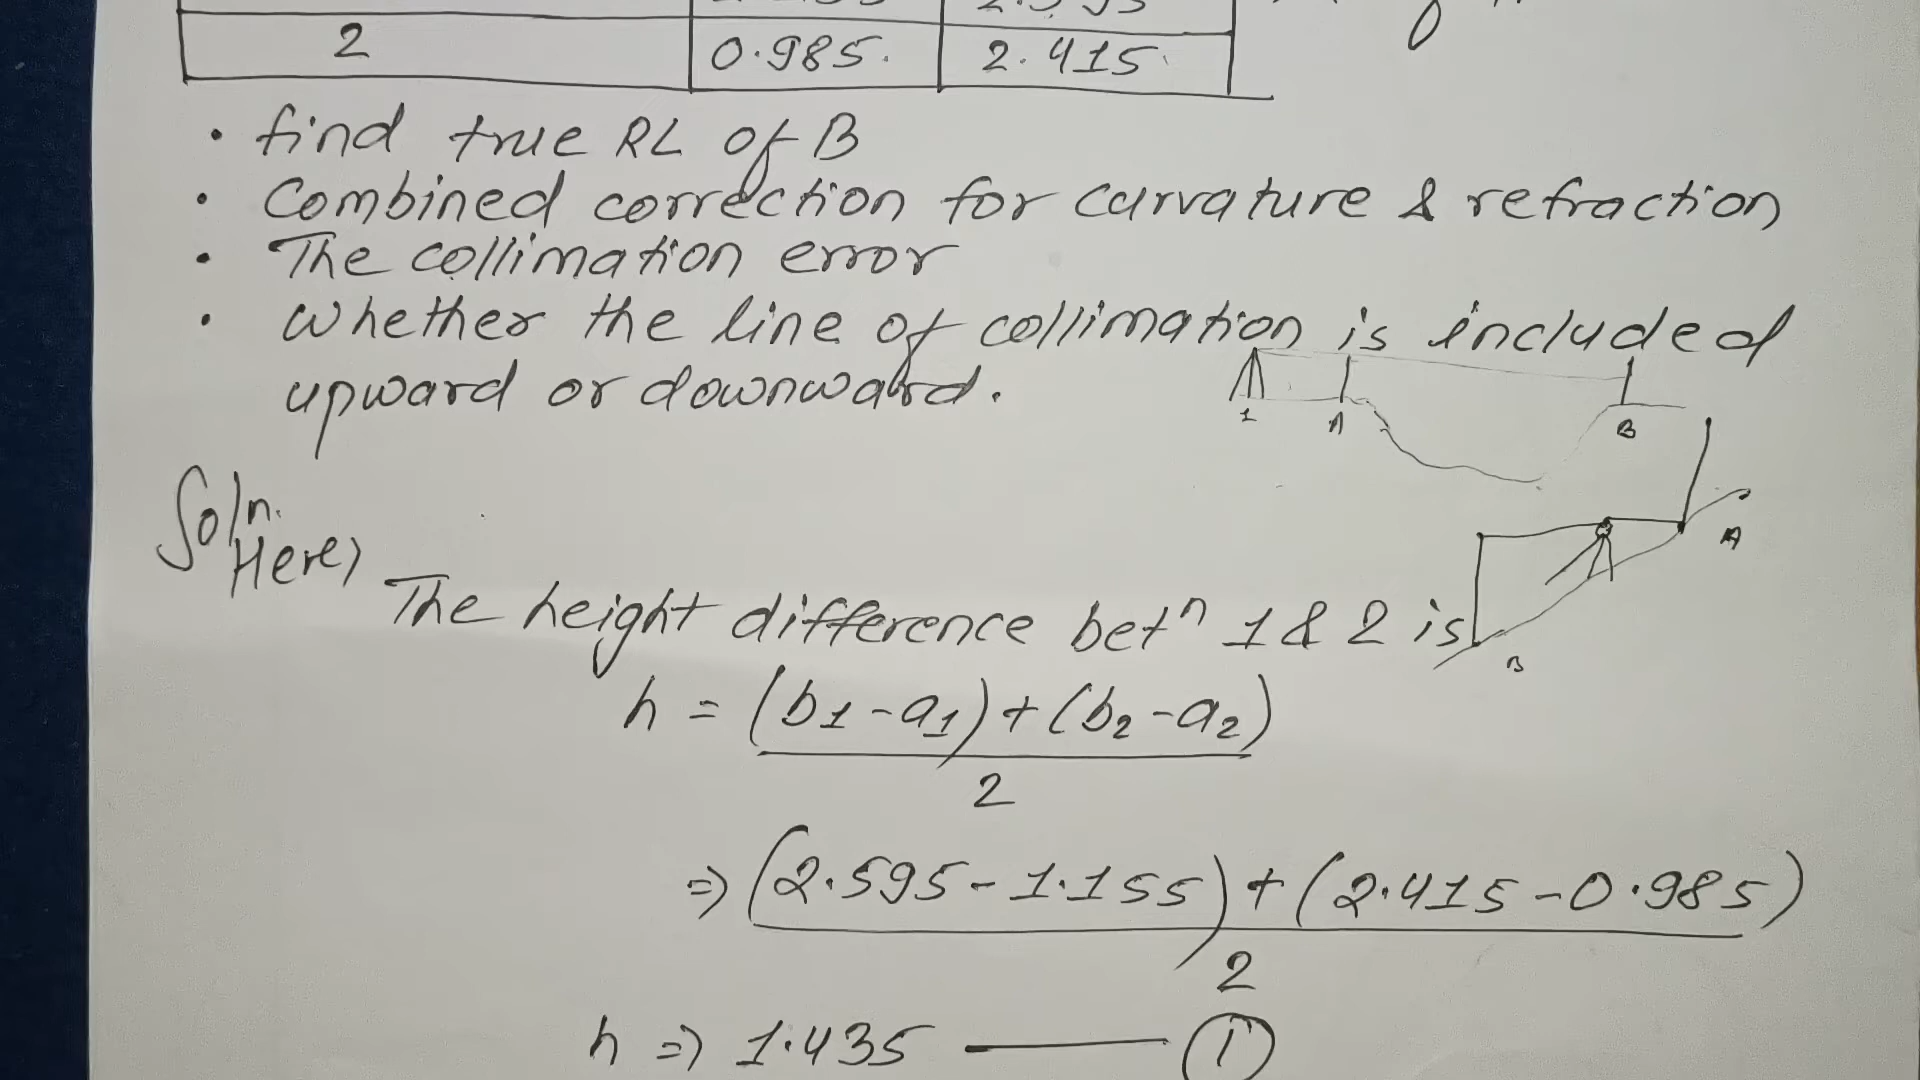 2 0.985. 2.415
• find true RL of B
• Combined correction for curvature & refraction
• The collimation error
• Whether the line of collimation is included
upward or downward.
1 A B
Soln.
Here,
A
The height difference betn 1 & 2 is
B
h = (b1-a1)+(b2-a2)
2
=> (2.595-1.155)+(2.415-0.985)
2
h => 1.435 —— (1)